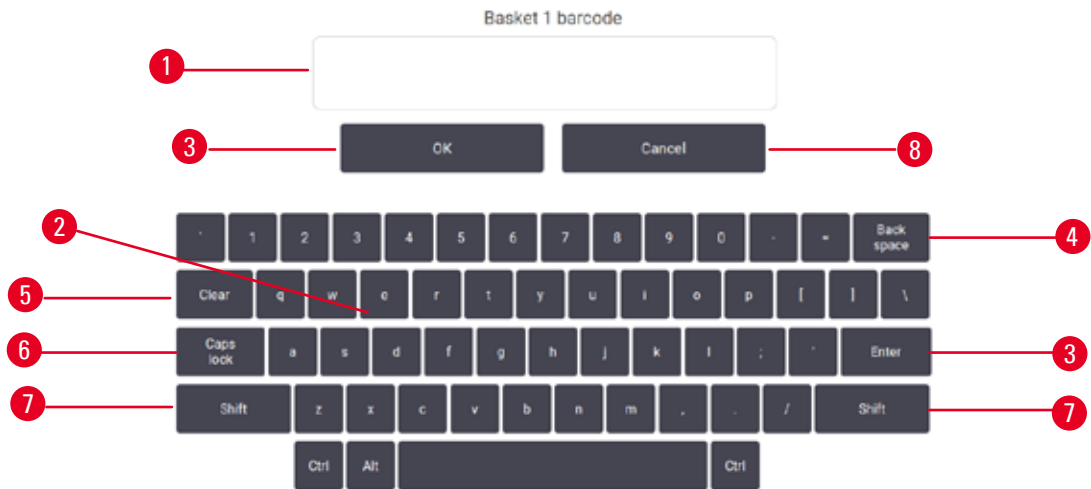 Basket 1 barcode
1
3 OK Cancel 8
2
` 1 2 3 4 5 6 7 8 9 0 - = Back space 4
5 Clear q w e r t y u i o p [ ] \
6 Caps lock a s d f g h j k l ; ' Enter 3
7 Shift z x c v b n m , . / Shift 7
Ctrl Alt Ctrl